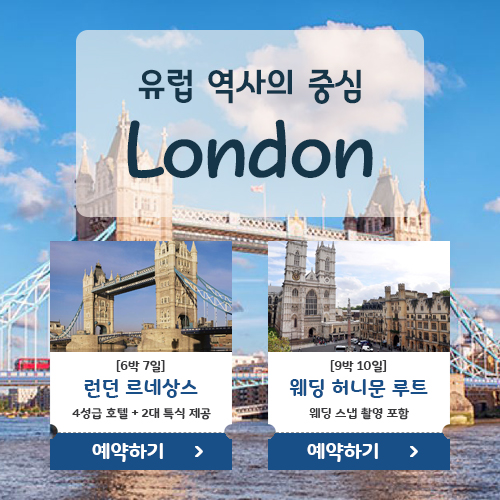 유럽 역사의 중심
London
[6박 7일]
런던 르네상스
4성급 호텔 + 2대 특식 제공
예약하기 >
[9박 10일]
웨딩 허니문 루트
웨딩 스냅 촬영 포함
예약하기 >